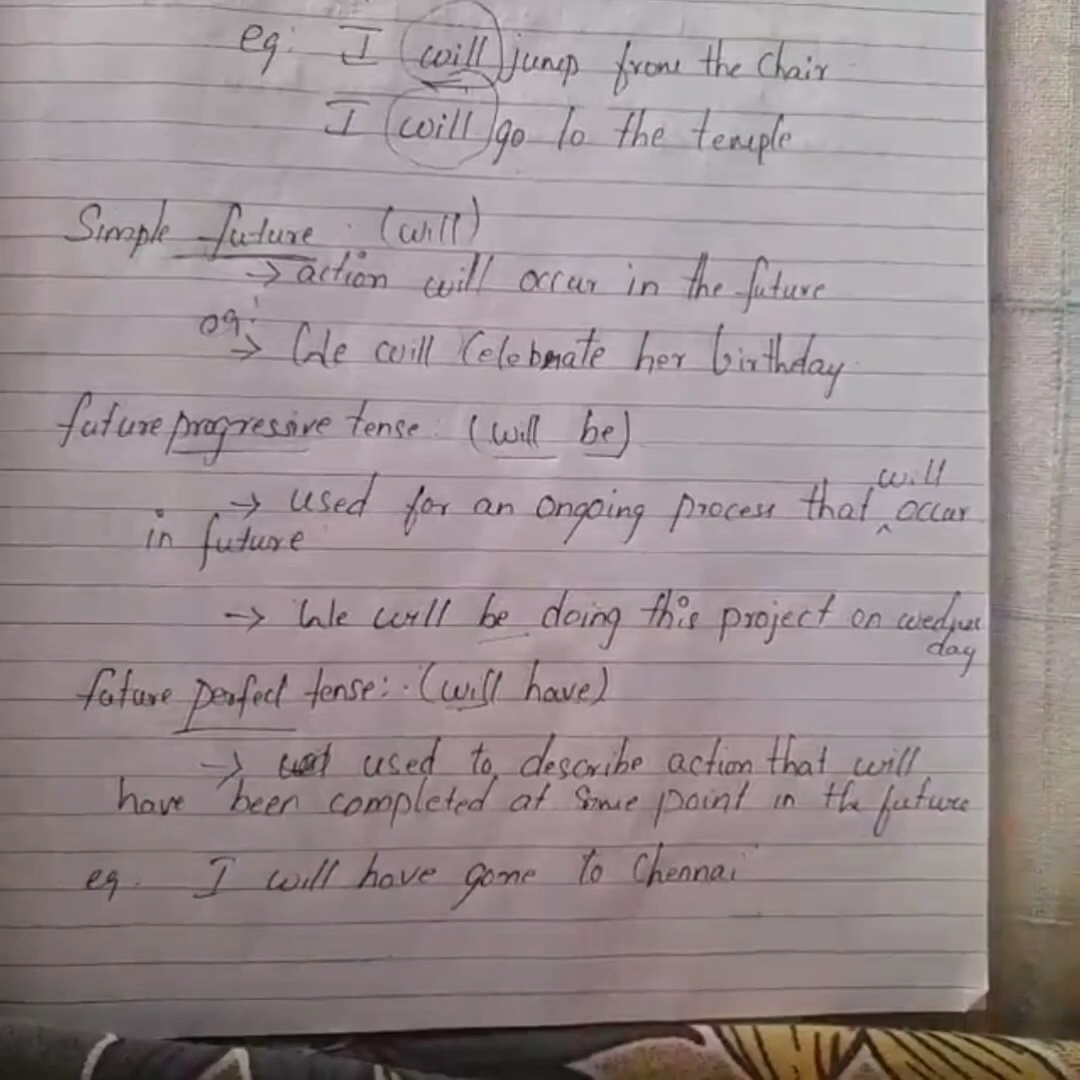 eg: I will jump from the chair
I will go to the temple
Simple future : (will)
→ action will occur in the future
eg:
→ We will Celebrate her birthday.
future progressive tense : (will be)
will
→ used for an ongoing process that ^ occur
in future
→ We will be doing this project on wednes
day
future perfect tense: (will have)
→ used to describe action that will
have been completed at some point in the future
eg. I will have gone to Chennai